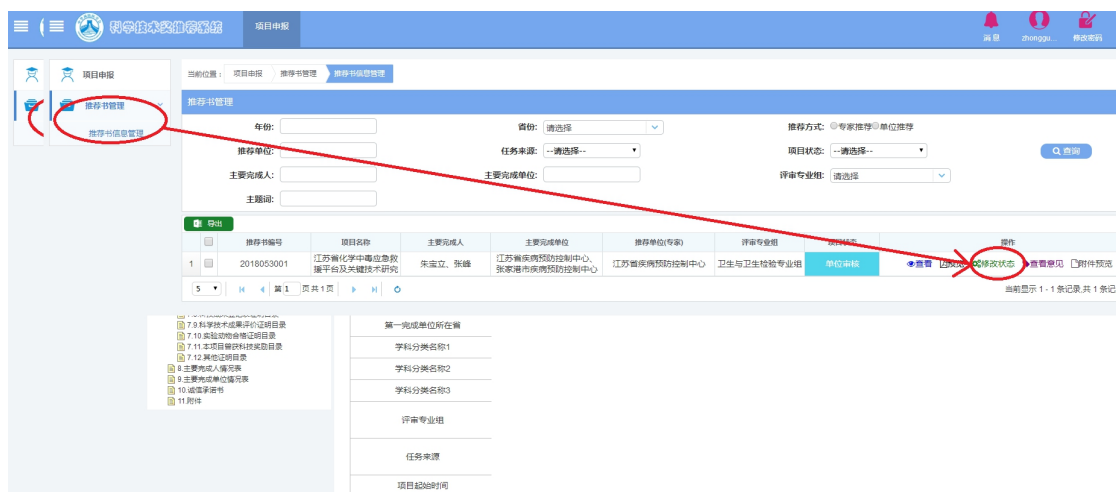 科学技术奖推荐系统
项目申报
消息
zhonggu...
修改密码
项目申报
推荐书管理
推荐书信息管理
当前位置：
项目申报
推荐书管理
推荐书信息管理
推荐书管理
年份:
省份: 请选择
推荐方式: 专家推荐 单位推荐
推荐单位:
任务来源: --请选择--
项目状态: --请选择--
查询
主要完成人:
主要完成单位:
评审专业组: 请选择
主题词:
导出
推荐书编号 项目名称 主要完成人 主要完成单位 推荐单位(专家) 评审专业组 项目状态 操作
1 2018053001 江苏省化学中毒应急救援平台及关键技术研究 朱宝立、张峰 江苏省疾病预防控制中心、张家港市疾病预防控制中心 江苏省疾病预防控制中心 卫生与卫生检验专业组 单位审核 查看 修改状态 查看意见 附件预览
5 第 1 页共1页
当前显示 1 - 1 条记录,共 1 条记
7.9.科学技术成果评价证明目录
7.10.实验动物合格证明目录
7.11.本项目曾获科技奖励目录
7.12.其他证明目录
8.主要完成人情况表
9.主要完成单位情况表
10.诚信承诺书
11.附件
第一完成单位所在省
学科分类名称1
学科分类名称2
学科分类名称3
评审专业组
任务来源
项目起始时间